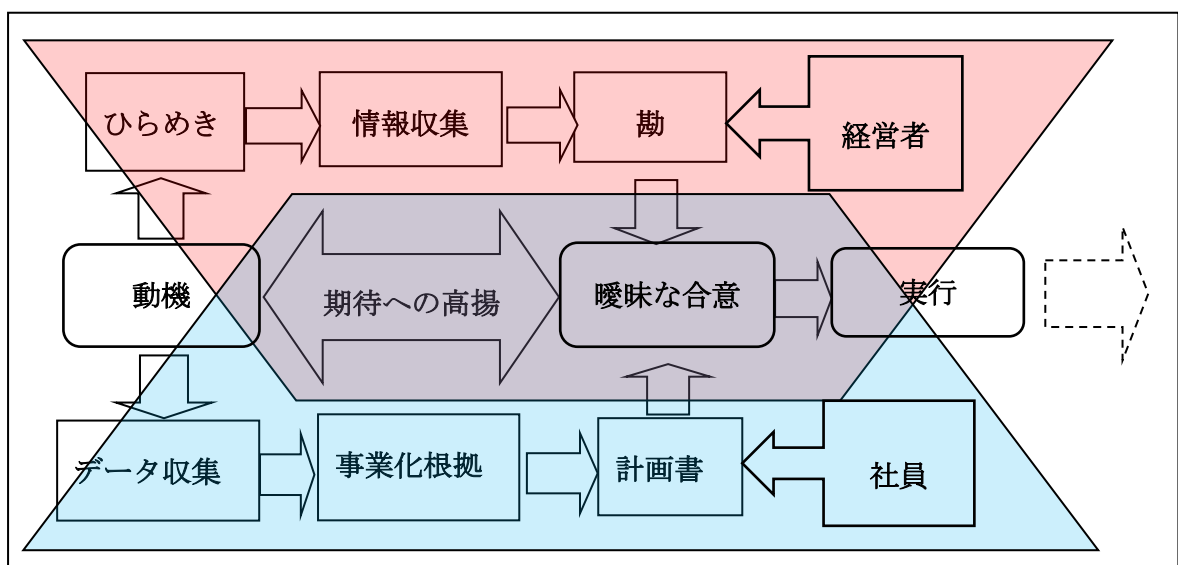 ひらめき
情報収集
勘
経営者
動機
期待への高揚
曖昧な合意
実行
データ収集
事業化根拠
計画書
社員